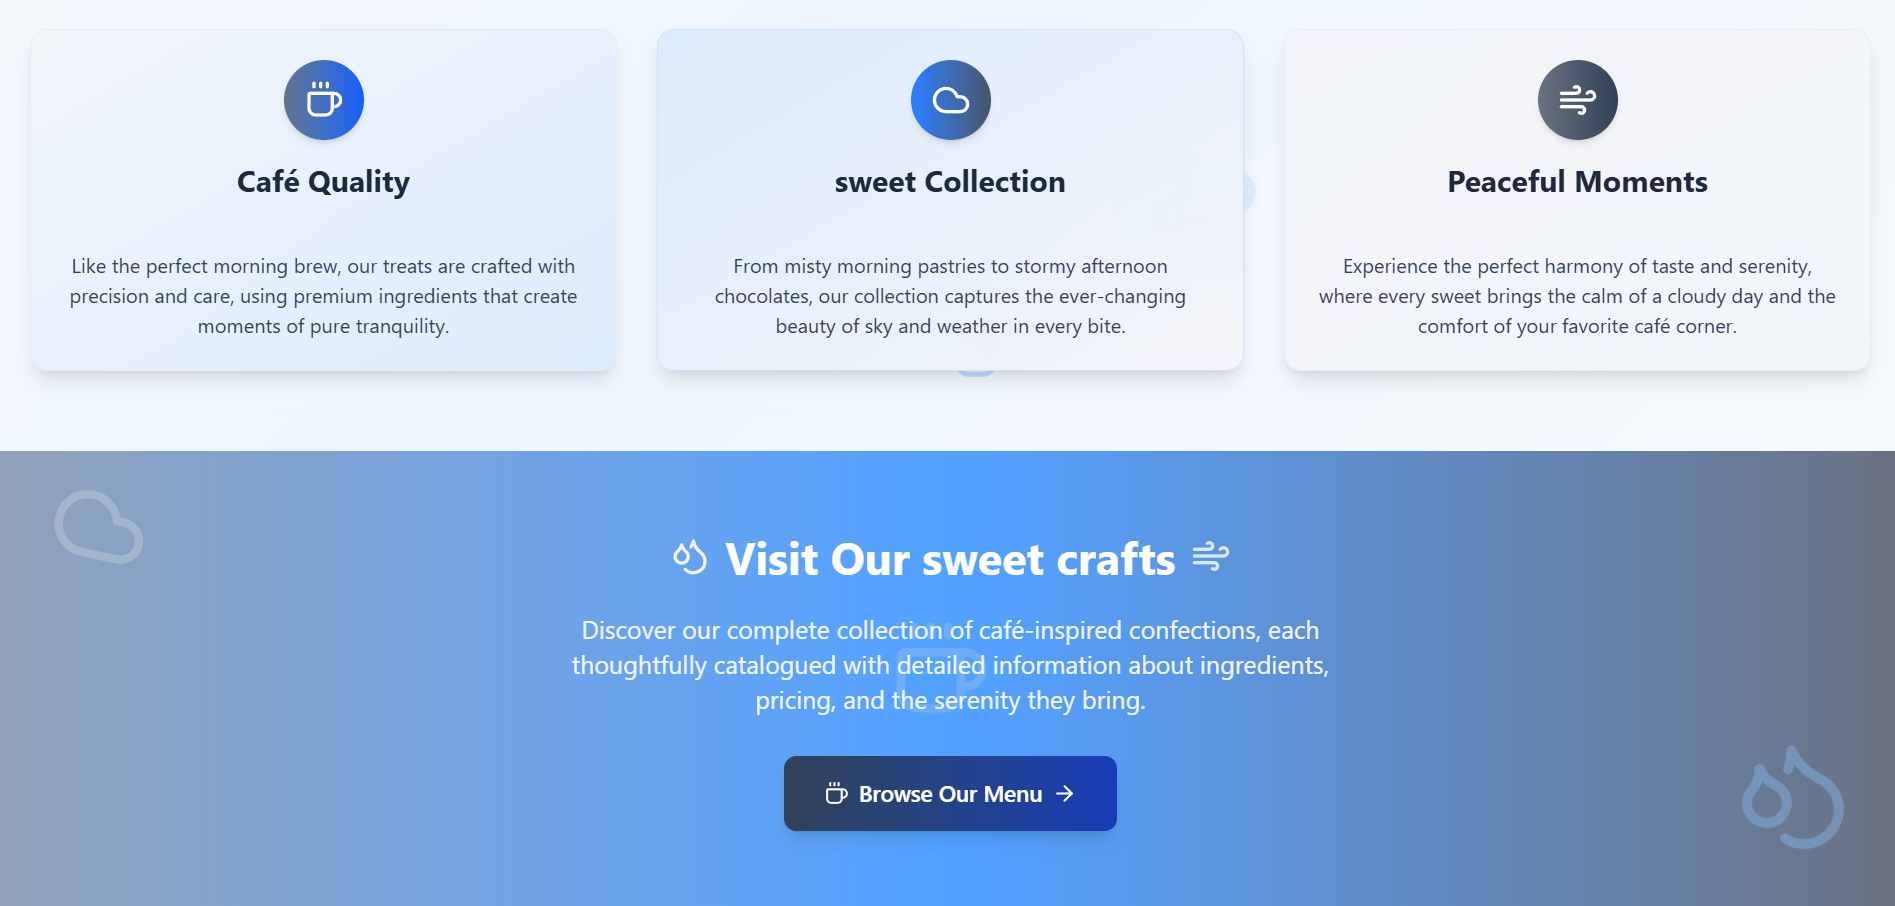 Café Quality
Like the perfect morning brew, our treats are crafted with
precision and care, using premium ingredients that create
moments of pure tranquility.
sweet Collection
From misty morning pastries to stormy afternoon
chocolates, our collection captures the ever-changing
beauty of sky and weather in every bite.
Peaceful Moments
Experience the perfect harmony of taste and serenity,
where every sweet brings the calm of a cloudy day and the
comfort of your favorite café corner.
Visit Our sweet crafts
Discover our complete collection of café-inspired confections, each
thoughtfully catalogued with detailed information about ingredients,
pricing, and the serenity they bring.
Browse Our Menu